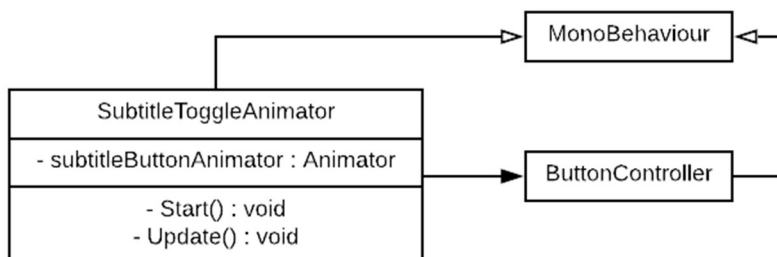 MonoBehaviour
SubtitleToggleAnimator
- subtitleButtonAnimator : Animator
ButtonController
- Start() : void
- Update() : void